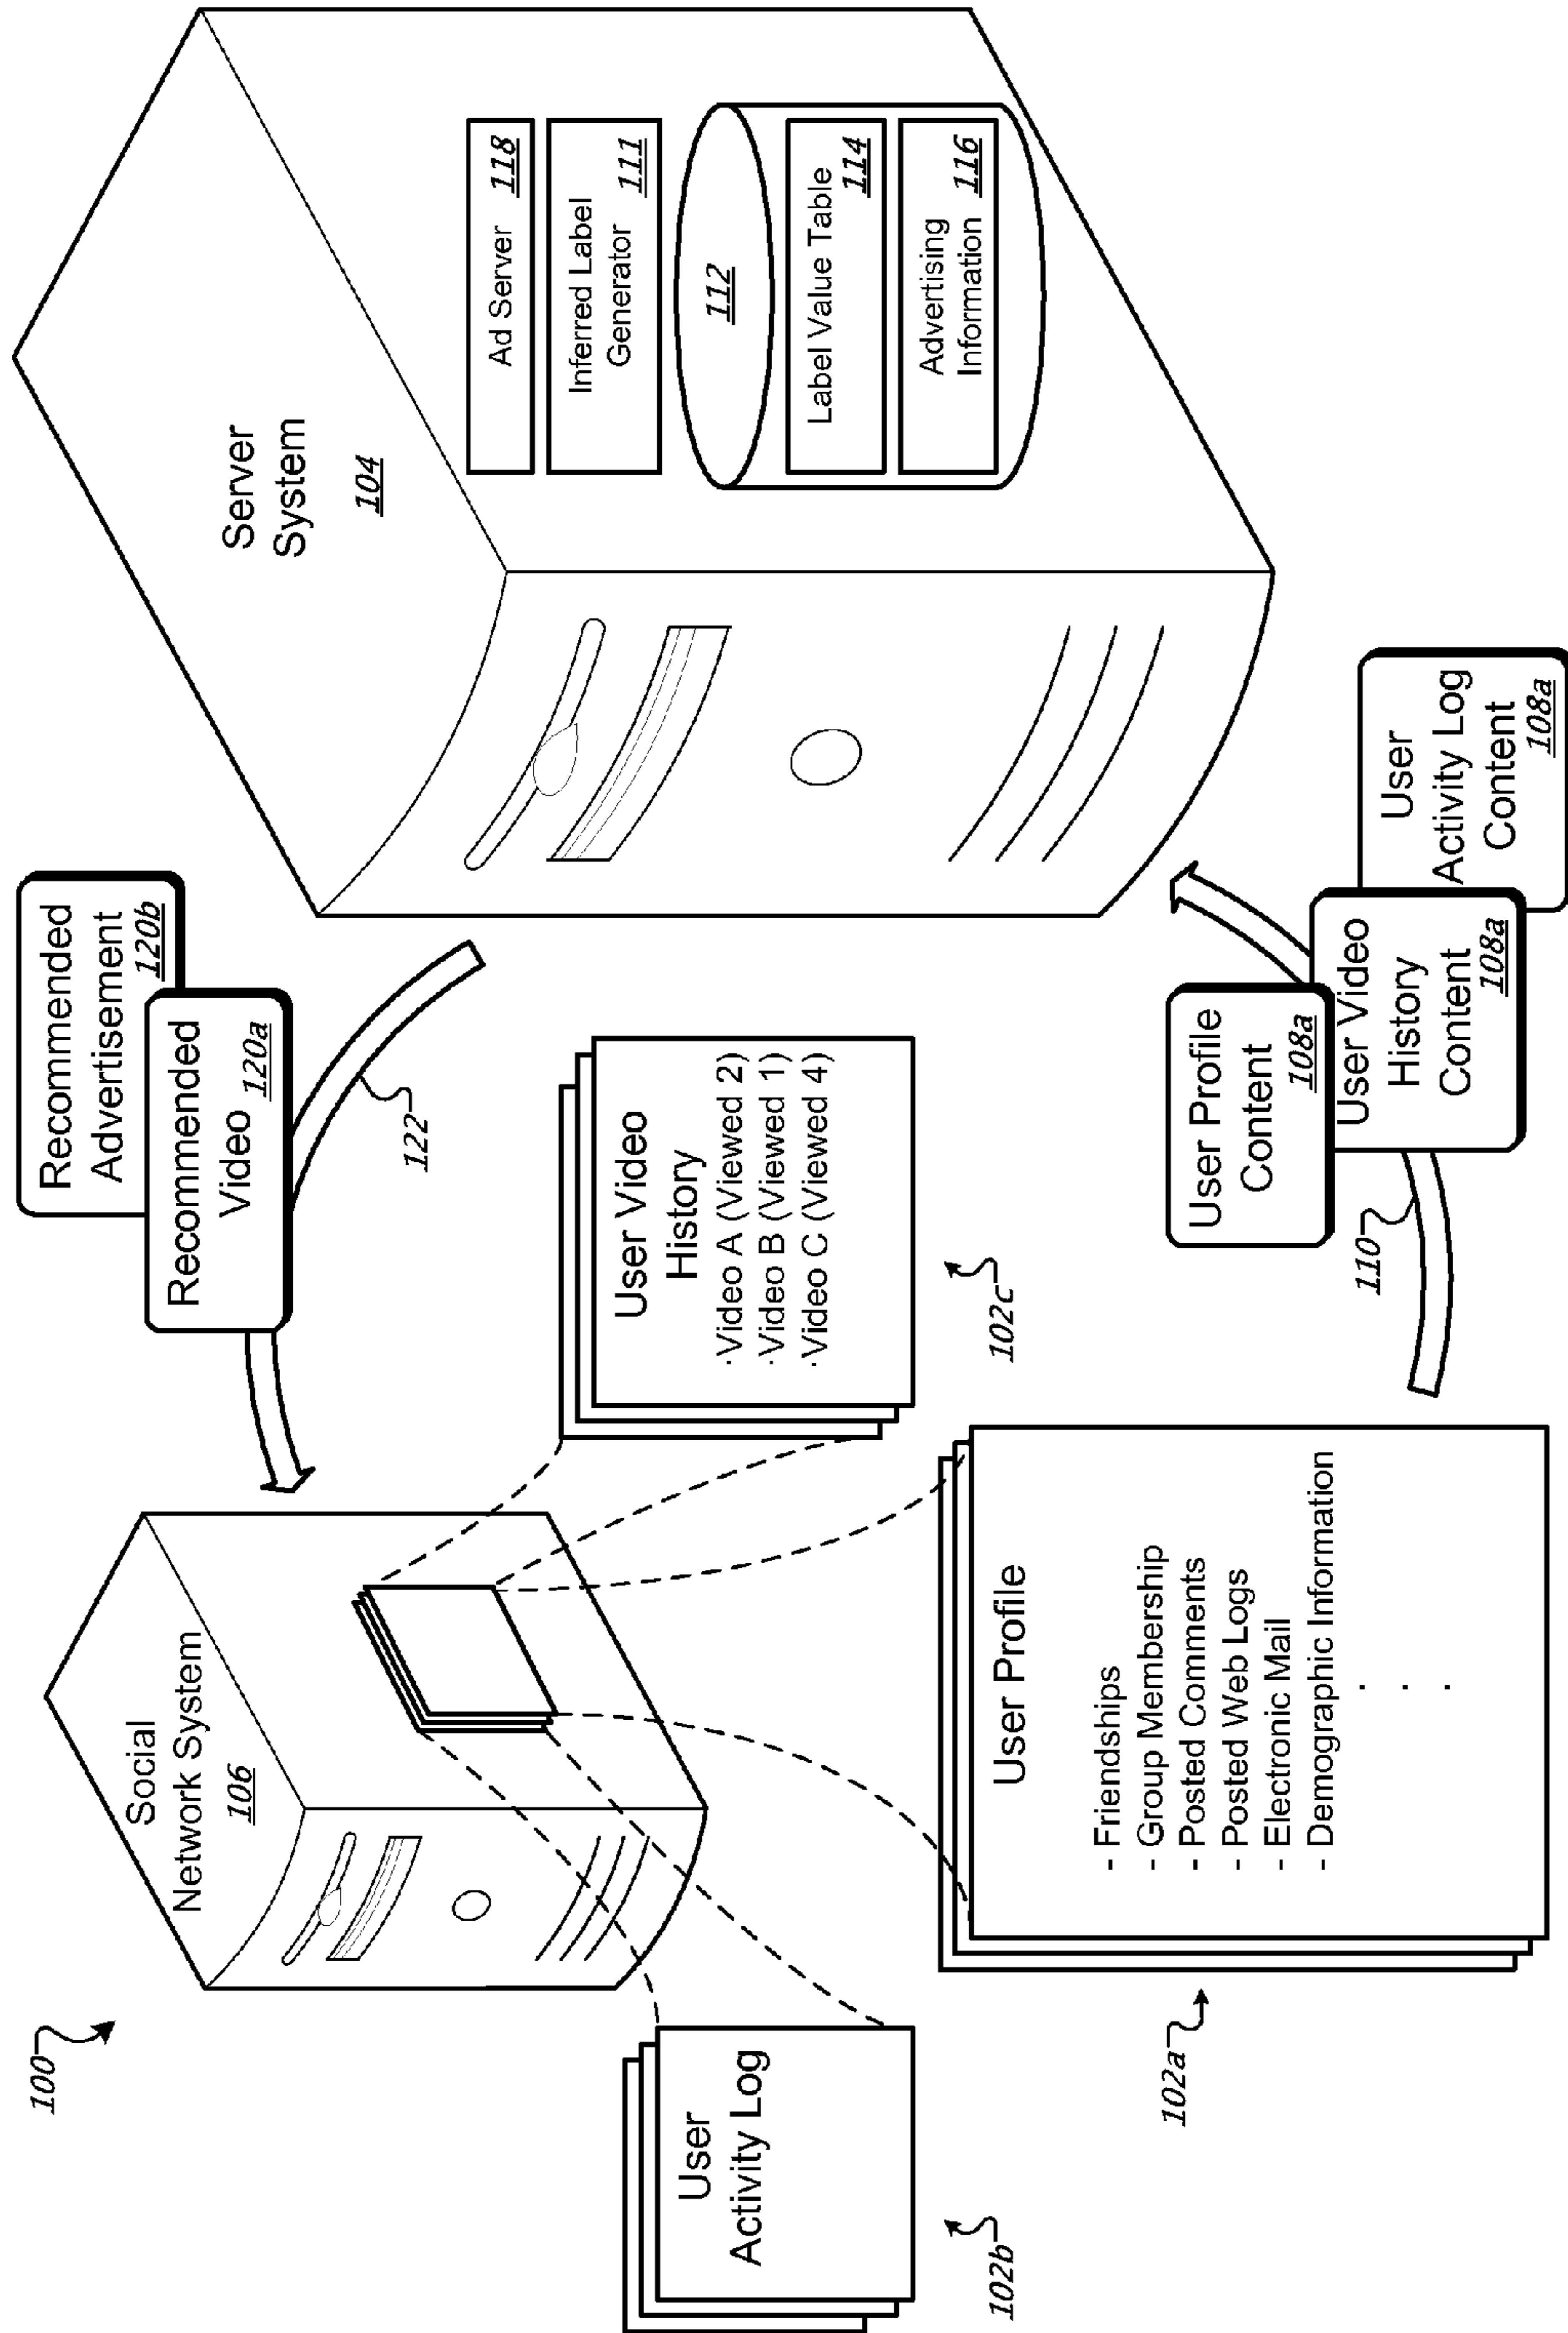 100
Social
Network System
106
Recommended
Advertisement
120b
Recommended
Video
120a
122
Server
System
104
Ad Server
118
Inferred Label
Generator
111
112
Label Value Table
114
Advertising
Information
116
User
Activity Log
102b
User Video
History
·Video A (Viewed 2)
·Video B (Viewed 1)
·Video C (Viewed 4)
102c
User Profile
- Friendships
- Group Membership
- Posted Comments
- Posted Web Logs
- Electronic Mail
- Demographic Information
.
.
.
102a
110
User Profile
Content
108a
User Video
History
Content
108a
User
Activity Log
Content
108a